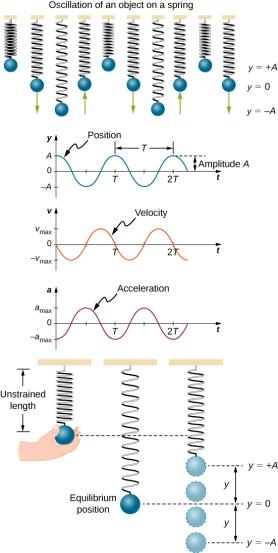 Oscillation of an object on a spring
y = +A
y = 0
y = –A
y
Position
T
A
0
–A
Amplitude A
T
2T
t
v
Velocity
vmax
0
–vmax
T
2T
t
a
Acceleration
amax
0
–amax
T
2T
t
Unstrained
length
Equilibrium
position
y = +A
y
y = 0
y
y = –A